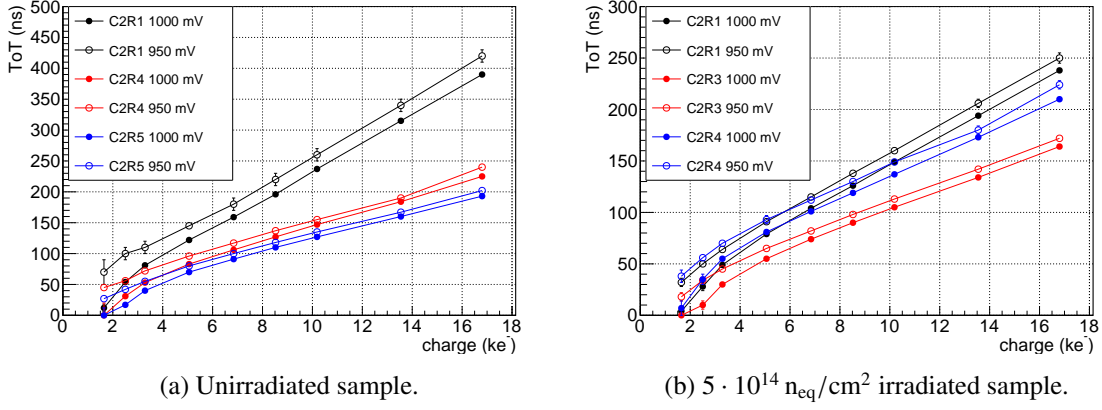 ToT (ns)
500
450
400
350
300
250
200
150
100
50
0
C2R1 1000 mV
C2R1 950 mV
C2R4 1000 mV
C2R4 950 mV
C2R5 1000 mV
C2R5 950 mV
0 2 4 6 8 10 12 14 16 18
charge (ke⁻)
(a) Unirradiated sample.
ToT (ns)
300
250
200
150
100
50
0
C2R1 1000 mV
C2R1 950 mV
C2R3 1000 mV
C2R3 950 mV
C2R4 1000 mV
C2R4 950 mV
0 2 4 6 8 10 12 14 16 18
charge (ke⁻)
(b) 5 · 10¹⁴ n_eq/cm² irradiated sample.